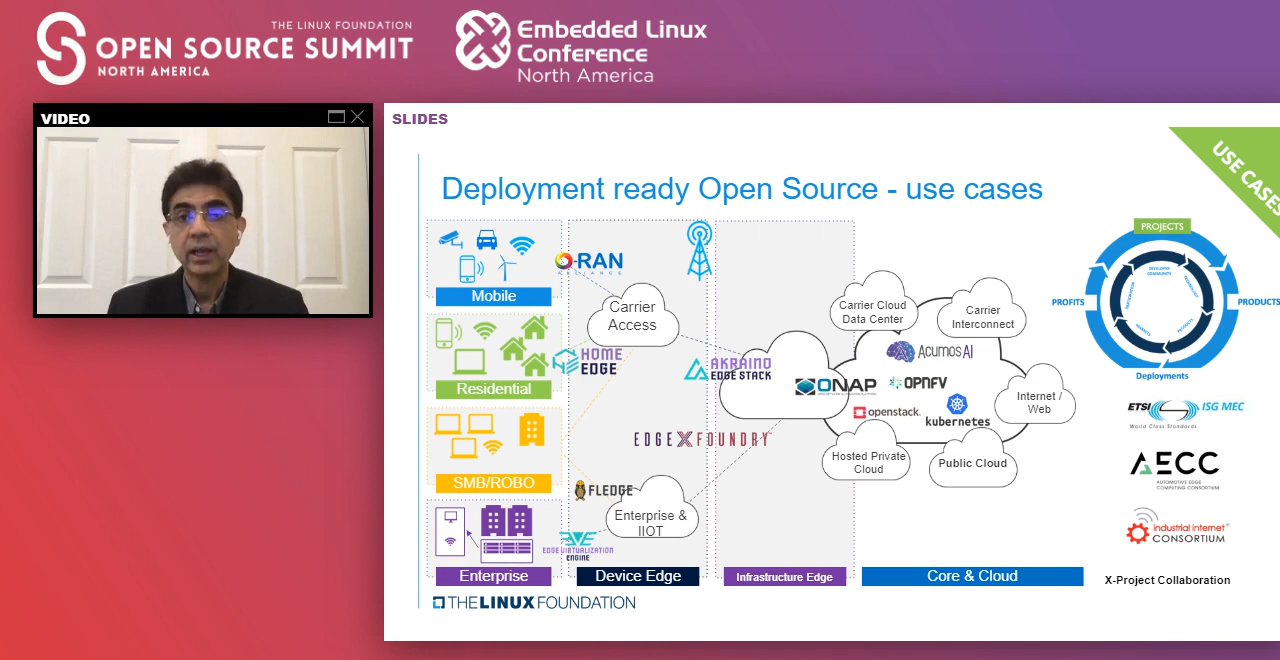 THE LINUX FOUNDATION
OPEN SOURCE SUMMIT
NORTH AMERICA
Embedded Linux
Conference
North America
VIDEO
SLIDES
USE CASES
Deployment ready Open Source - use cases
Mobile
Residential
SMB/ROBO
Enterprise
O-RAN
ALLIANCE
Carrier
Access
HOME
EDGE
EDGE X FOUNDRY
FLEDGE
Enterprise &
IIOT
EDGE VIRTUALIZATION
ENGINE
Device Edge
AKRAINO
EDGE STACK
Infrastructure Edge
Carrier Cloud
Data Center
Carrier
Interconnect
ACUMOS AI
ONAP
OPNFV
openstack.
kubernetes
Internet /
Web
Hosted Private
Cloud
Public Cloud
Core & Cloud
PROJECTS
PROFITS
PRODUCTS
DEVELOPER
COMMUNITY
Deployments
ETSI
ISG MEC
World Class Standards
AECC
AUTOMOTIVE EDGE
COMPUTING CONSORTIUM
industrial internet
CONSORTIUM
X-Project Collaboration
THE LINUX FOUNDATION